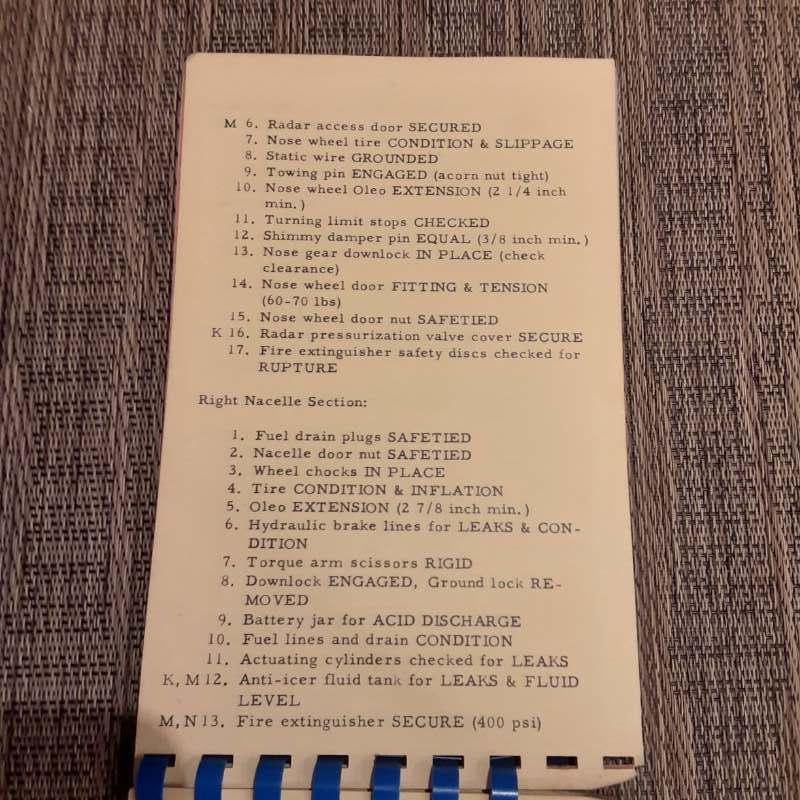 M 6. Radar access door SECURED
7. Nose wheel tire CONDITION & SLIPPAGE
8. Static wire GROUNDED
9. Towing pin ENGAGED (acorn nut tight)
10. Nose wheel Oleo EXTENSION (2 1/4 inch
min.)
11. Turning limit stops CHECKED
12. Shimmy damper pin EQUAL (3/8 inch min.)
13. Nose gear downlock IN PLACE (check
clearance)
14. Nose wheel door FITTING & TENSION
(60-70 lbs)
15. Nose wheel door nut SAFETIED
K 16. Radar pressurization valve cover SECURE
17. Fire extinguisher safety discs checked for
RUPTURE
Right Nacelle Section:
1. Fuel drain plugs SAFETIED
2. Nacelle door nut SAFETIED
3. Wheel chocks IN PLACE
4. Tire CONDITION & INFLATION
5. Oleo EXTENSION (2 7/8 inch min.)
6. Hydraulic brake lines for LEAKS & CON-
DITION
7. Torque arm scissors RIGID
8. Downlock ENGAGED, Ground lock RE-
MOVED
9. Battery jar for ACID DISCHARGE
10. Fuel lines and drain CONDITION
11. Actuating cylinders checked for LEAKS
K, M 12. Anti-icer fluid tank for LEAKS & FLUID
LEVEL
M, N 13. Fire extinguisher SECURE (400 psi)